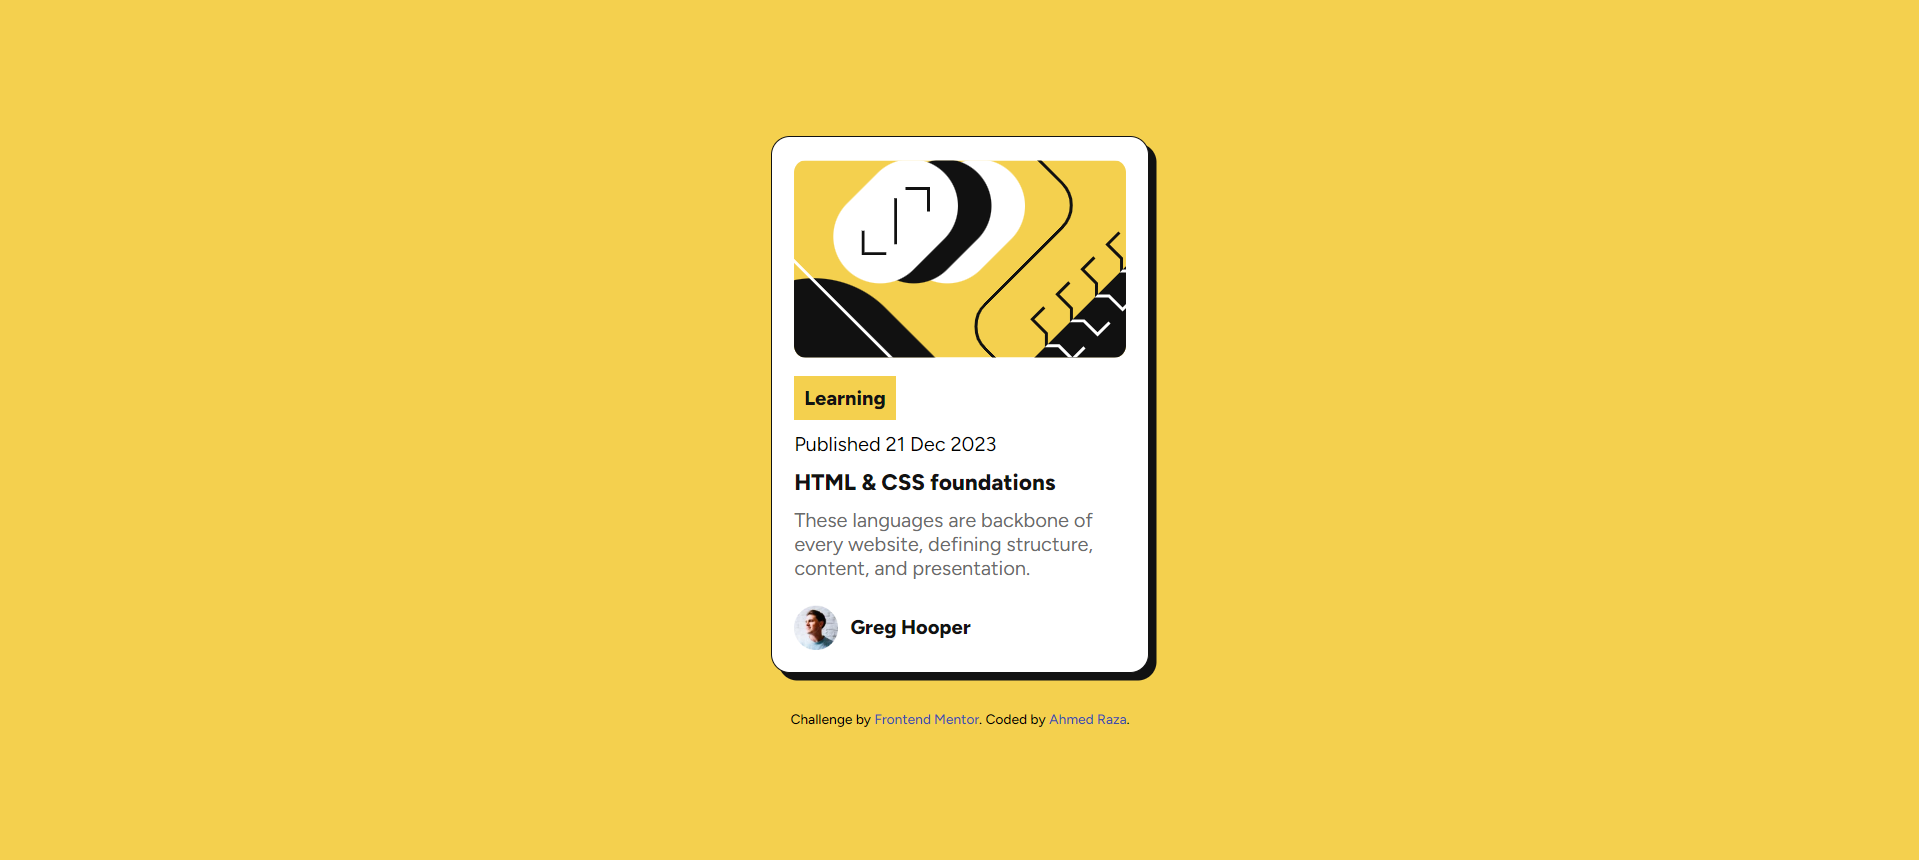 Learning
Published 21 Dec 2023
HTML & CSS foundations
These languages are backbone of
every website, defining structure,
content, and presentation.
Greg Hooper
Challenge by Frontend Mentor. Coded by Ahmed Raza.